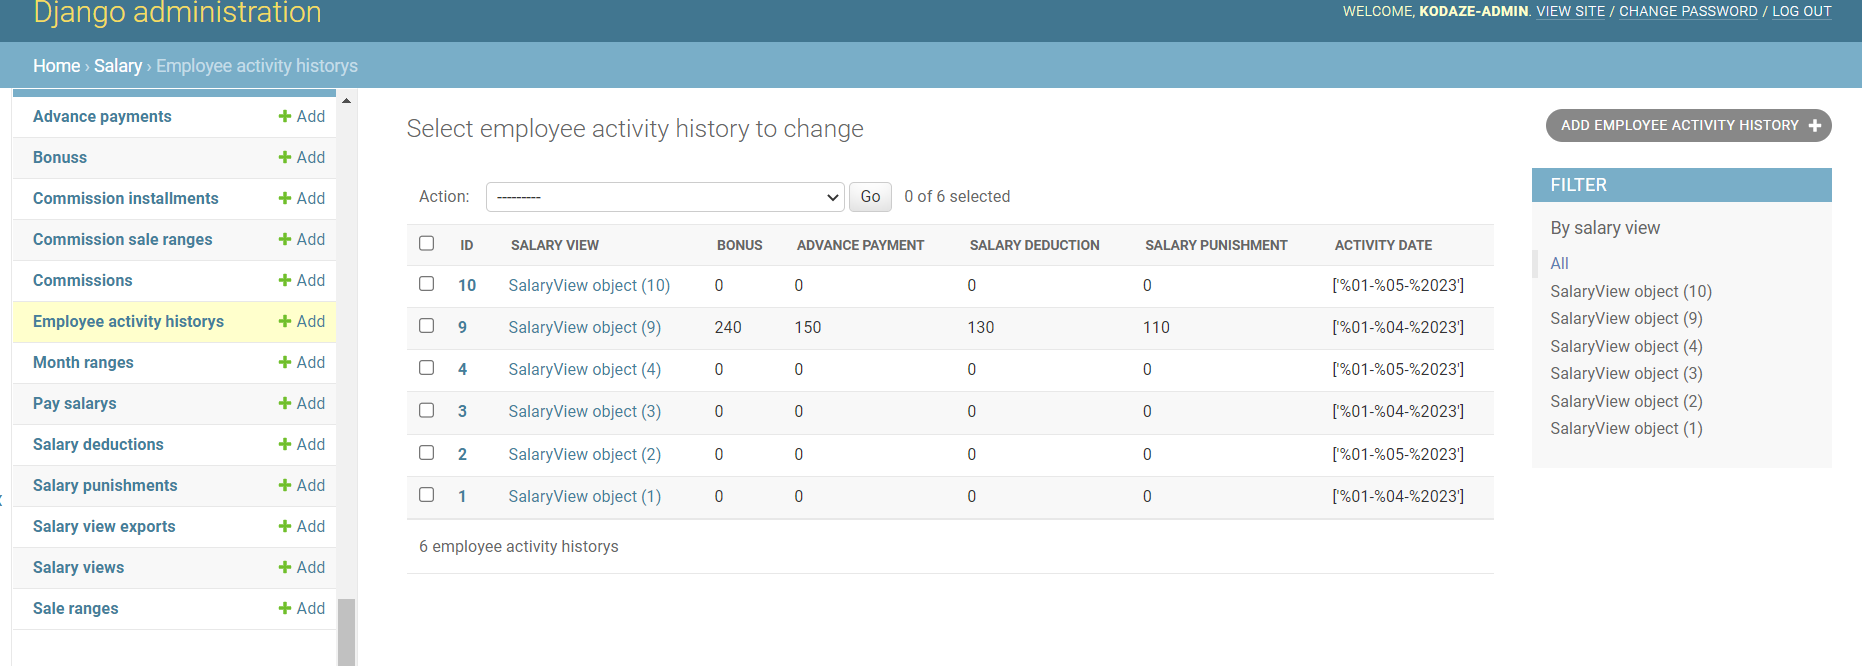 Django administration
WELCOME, KODAZE-ADMIN. VIEW SITE / CHANGE PASSWORD / LOG OUT
Home › Salary › Employee activity historys
Advance payments + Add
Bonuss + Add
Commission installments + Add
Commission sale ranges + Add
Commissions + Add
Employee activity historys + Add
Month ranges + Add
Pay salarys + Add
Salary deductions + Add
Salary punishments + Add
Salary view exports + Add
Salary views + Add
Sale ranges + Add
Select employee activity history to change
ADD EMPLOYEE ACTIVITY HISTORY +
Action: --------- Go 0 of 6 selected
ID SALARY VIEW BONUS ADVANCE PAYMENT SALARY DEDUCTION SALARY PUNISHMENT ACTIVITY DATE
10 SalaryView object (10) 0 0 0 0 ['%01-%05-%2023']
9 SalaryView object (9) 240 150 130 110 ['%01-%04-%2023']
4 SalaryView object (4) 0 0 0 0 ['%01-%05-%2023']
3 SalaryView object (3) 0 0 0 0 ['%01-%04-%2023']
2 SalaryView object (2) 0 0 0 0 ['%01-%05-%2023']
1 SalaryView object (1) 0 0 0 0 ['%01-%04-%2023']
6 employee activity historys
FILTER
By salary view
All
SalaryView object (10)
SalaryView object (9)
SalaryView object (4)
SalaryView object (3)
SalaryView object (2)
SalaryView object (1)